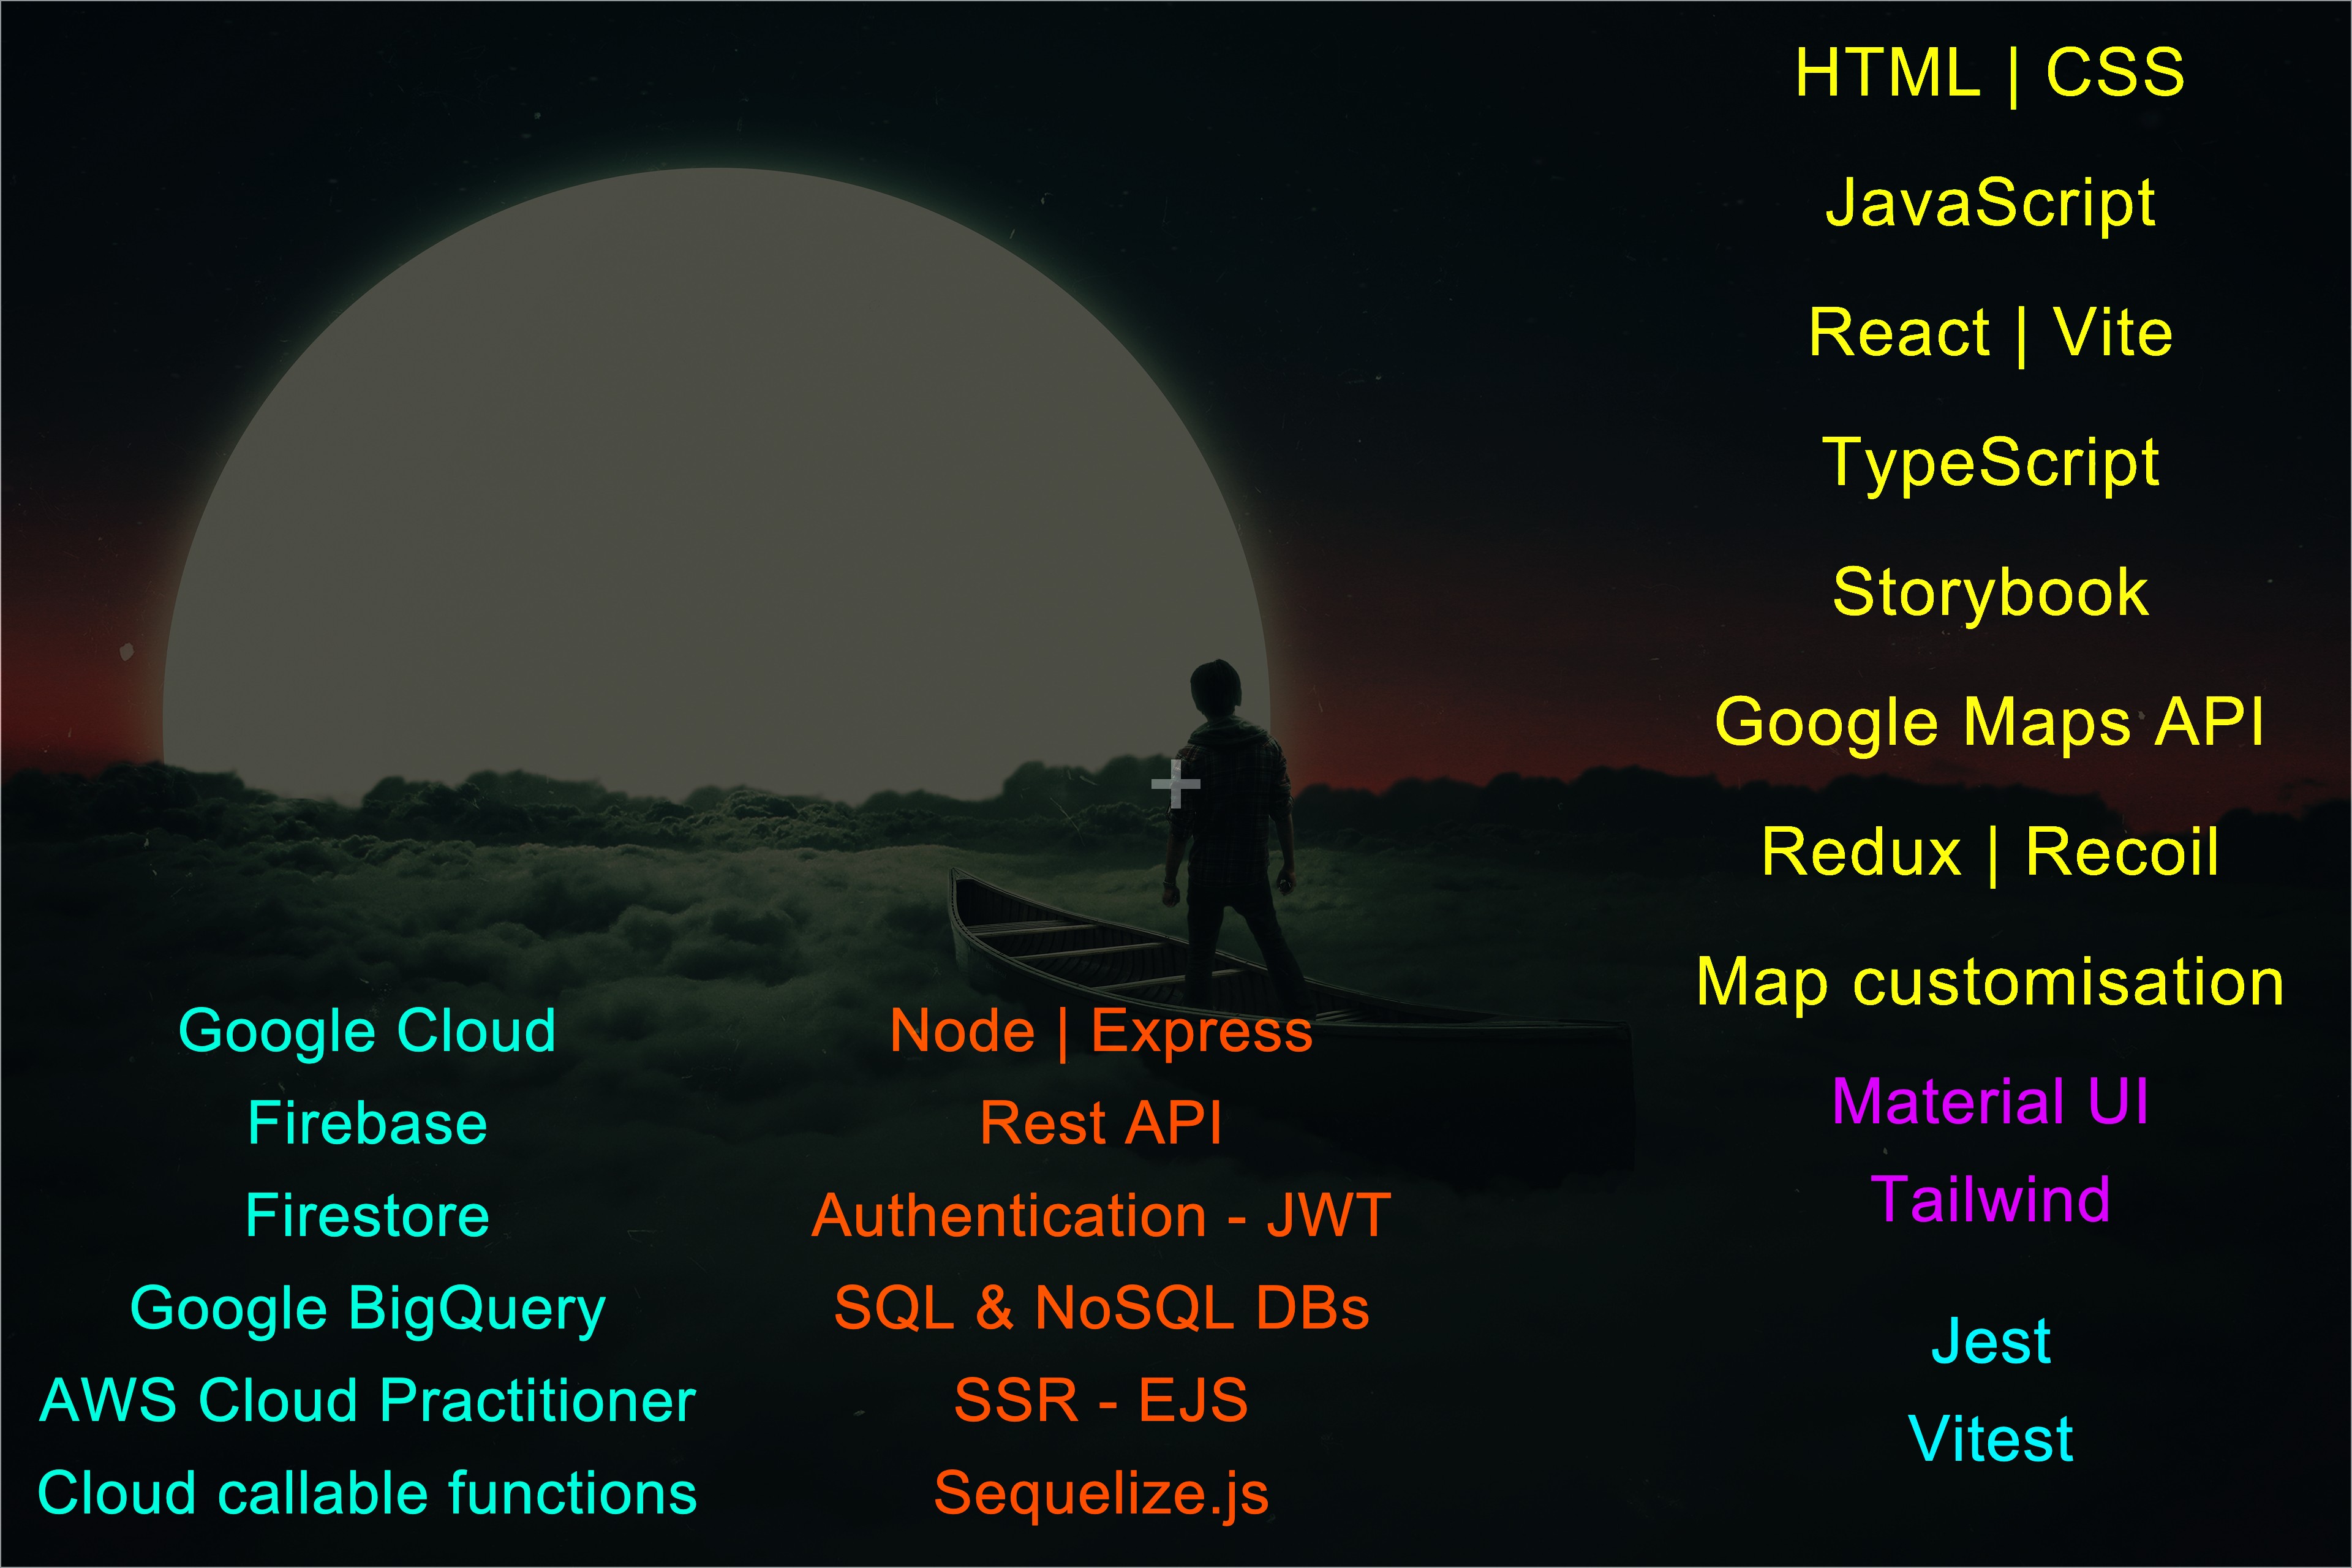 HTML | CSS
JavaScript
React | Vite
TypeScript
Storybook
Google Maps API
Redux | Recoil
Map customisation
Material UI
Tailwind
Jest
Vitest
Google Cloud
Firebase
Firestore
Google BigQuery
AWS Cloud Practitioner
Cloud callable functions
Node | Express
Rest API
Authentication - JWT
SQL & NoSQL DBs
SSR - EJS
Sequelize.js